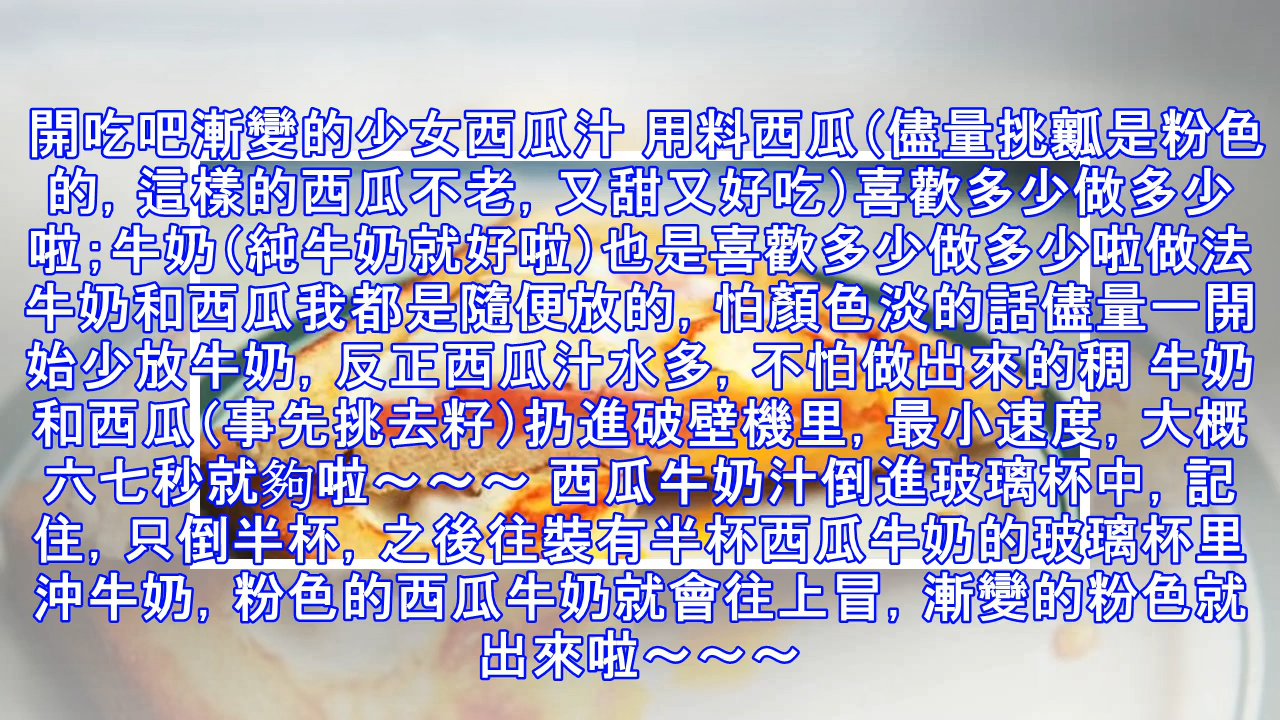 開吃吧漸變的少女西瓜汁 用料西瓜(儘量挑瓤是粉色
的, 這樣的西瓜不老, 又甜又好吃)喜歡多少做多少
啦;牛奶(純牛奶就好啦)也是喜歡多少做多少啦做法
牛奶和西瓜我都是隨便放的, 怕顏色淡的話儘量一開
始少放牛奶, 反正西瓜汁水多, 不怕做出來的稠 牛奶
和西瓜(事先挑去籽)扔進破壁機里, 最小速度, 大概
六七秒就夠啦～～～ 西瓜牛奶汁倒進玻璃杯中, 記
住, 只倒半杯, 之後往裝有半杯西瓜牛奶的玻璃杯里
沖牛奶, 粉色的西瓜牛奶就會往上冒, 漸變的粉色就
出來啦～～～